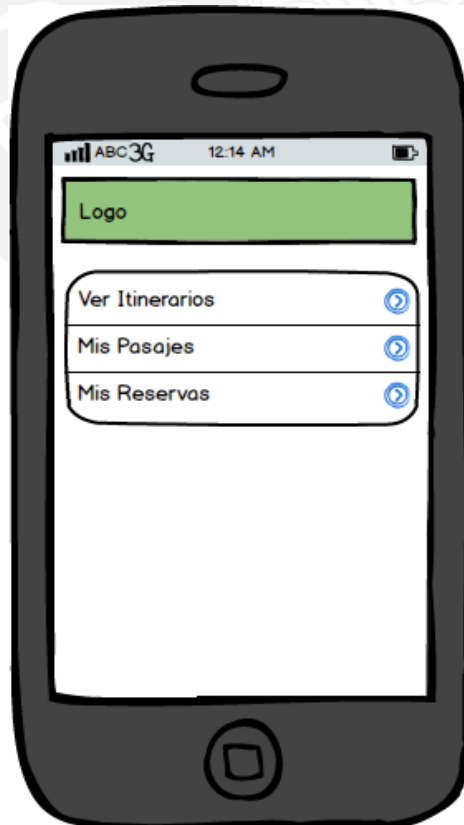 ABC 3G 12:14 AM
Logo
Ver Itinerarios
Mis Pasajes
Mis Reservas